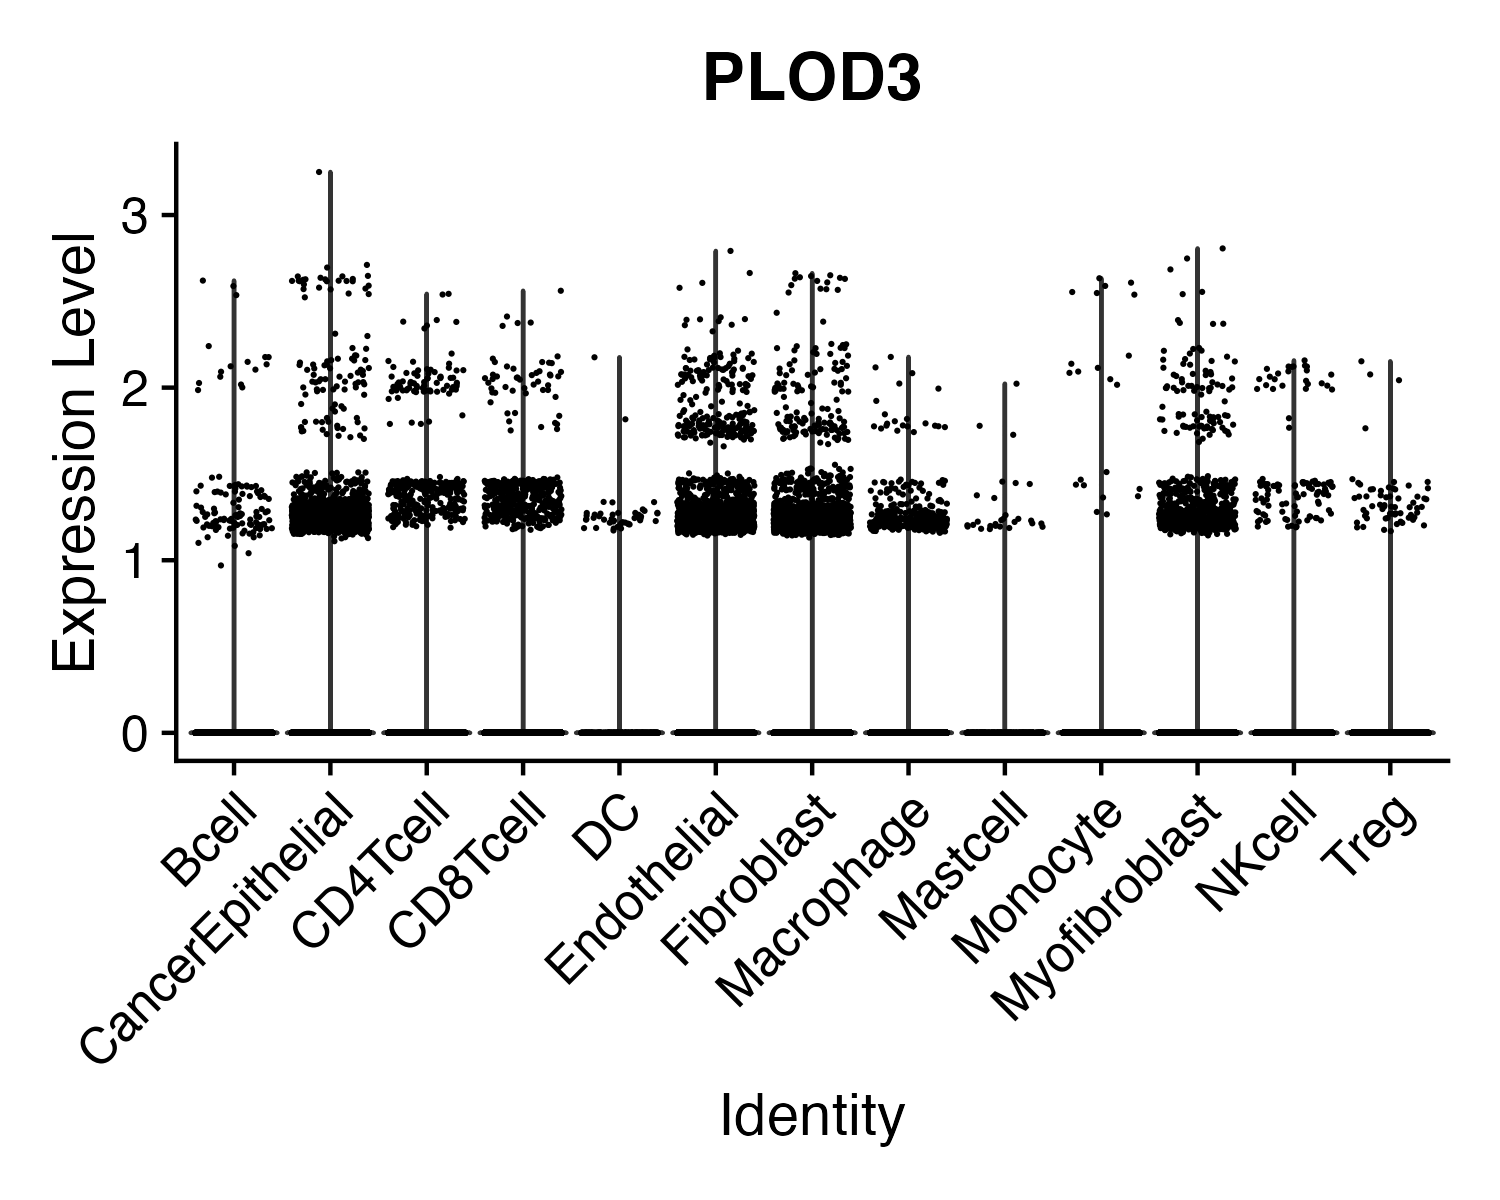 PLOD3
Expression Level
3
2
1
0
Bcell
CancerEpithelial
CD4Tcell
CD8Tcell
DC
Endothelial
Fibroblast
Macrophage
Mastcell
Monocyte
Myofibroblast
NKcell
Treg
Identity